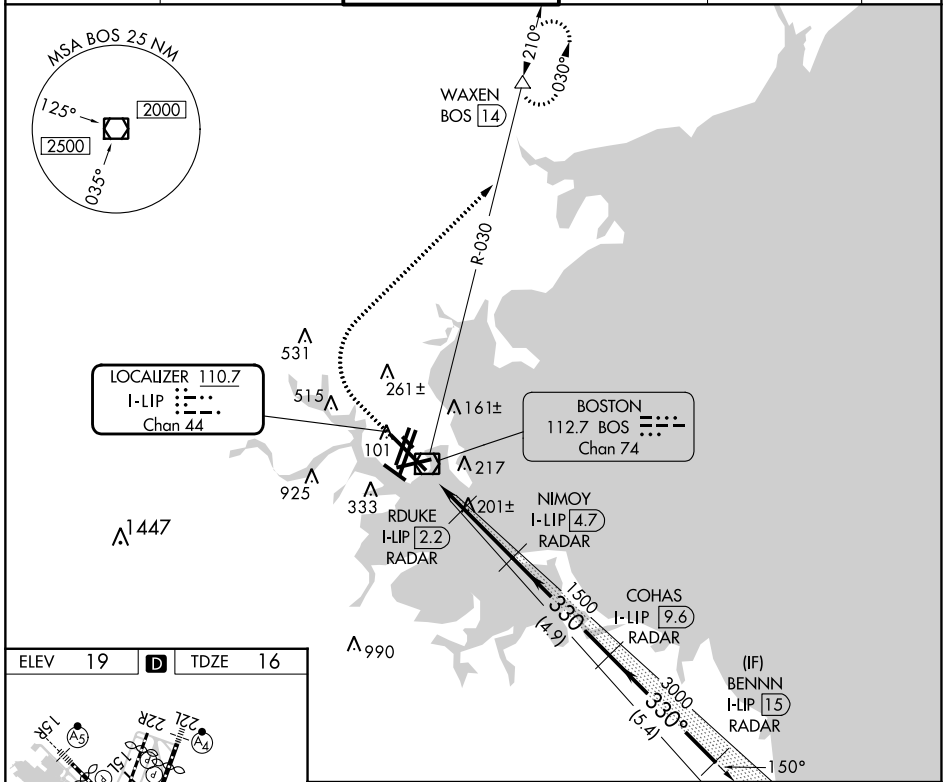 MSA BOS 25 NM
125°
2000
2500
035°
210°
030°
WAXEN
BOS 14
R-030
531
LOCALIZER 110.7
I-LIP
Chan 44
515
261±
161±
BOSTON
112.7 BOS
Chan 74
101
217
925
333
201±
1447
RDUKE
I-LIP 2.2
RADAR
NIMOY
I-LIP 4.7
RADAR
1500
330
(4.9)
COHAS
I-LIP 9.6
RADAR
990
3000
330°
(5.4)
(IF)
BENNN
I-LIP 15
RADAR
150°
ELEV 19 D TDZE 16
15R
A5
15L
22R
22L
A4
P
P